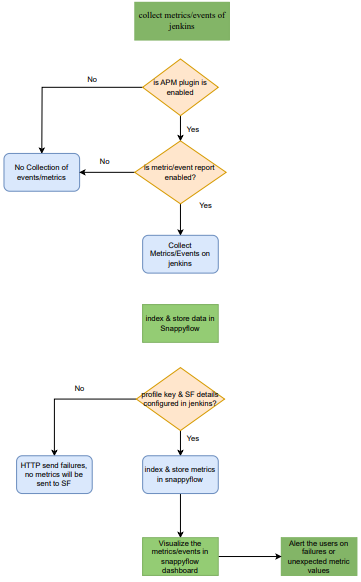 collect metrics/events of
jenkins
is APM plugin is
enabled
No
Yes
No Collection of
events/metrics
No
is metric/event report
enabled?
Yes
Collect
Metrics/Events on
jenkins
index & store data in
Snappyflow
profile key & SF details
configured in jenkins?
No
Yes
HTTP send failures,
no metrics will be
sent to SF
index & store metrics
in snappyflow
Visualize the
metrics/events in
snappyflow
dashboard
Alert the users on
failures or
unexpected metric
values